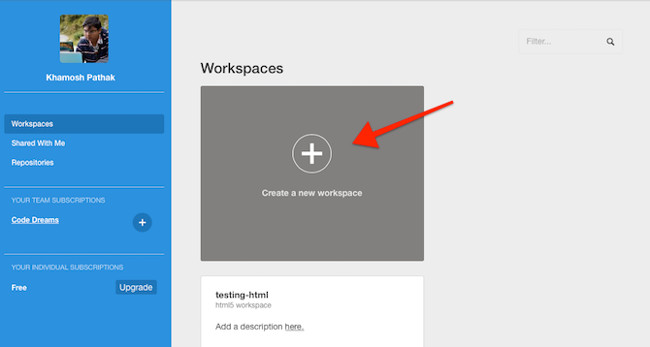 Khamosh Pathak
Workspaces
Shared With Me
Repositories
YOUR TEAM SUBSCRIPTIONS
Code Dreams
+
YOUR INDIVIDUAL SUBSCRIPTIONS
Free
Upgrade
Filter...
Workspaces
Create a new workspace
testing-html
html5 workspace
Add a description here.